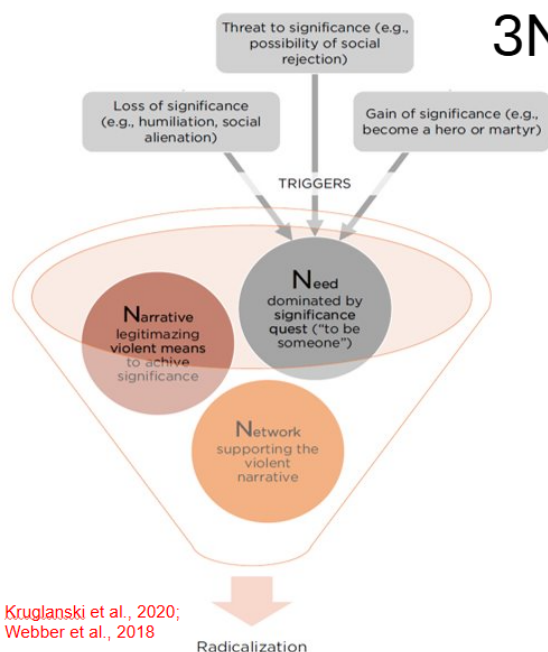 3N
Threat to significance (e.g.,
possibility of social
rejection)
Loss of significance
(e.g., humiliation, social
alienation)
Gain of significance (e.g.,
become a hero or martyr)
TRIGGERS
Need
dominated by
significance
quest ("to be
someone")
Narrative
legitimazing
violent means
to achive
significance
Network
supporting the
violent
narrative
Kruglanski et al., 2020;
Webber et al., 2018
Radicalization